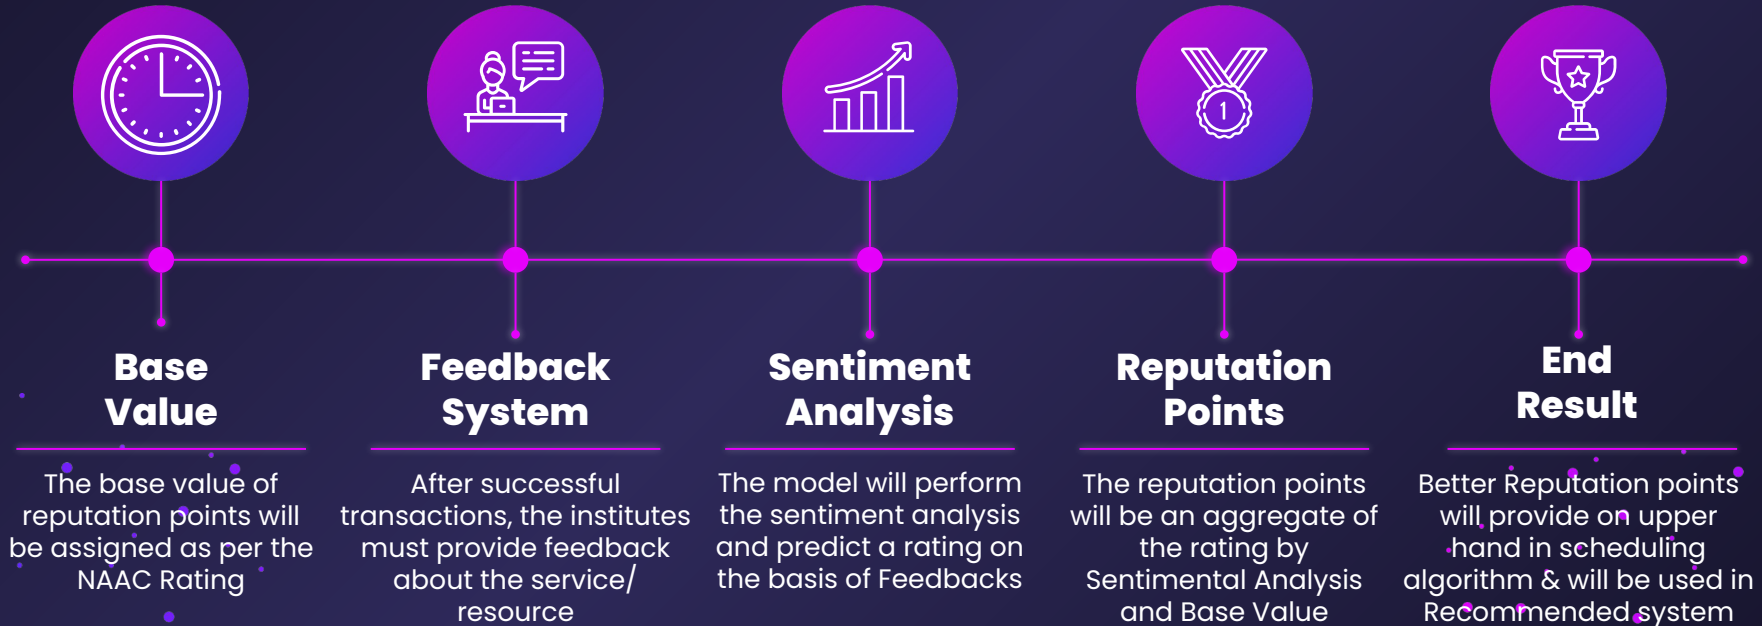 1
Base
Value
The base value of
reputation points will
be assigned as per the
NAAC Rating
Feedback
System
After successful
transactions, the institutes
must provide feedback
about the service/
resource
Sentiment
Analysis
The model will perform
the sentiment analysis
and predict a rating on
the basis of Feedbacks
Reputation
Points
The reputation points
will be an aggregate of
the rating by
Sentimental Analysis
and Base Value
End
Result
Better Reputation points
will provide on upper
hand in scheduling
algorithm & will be used in
Recommended system